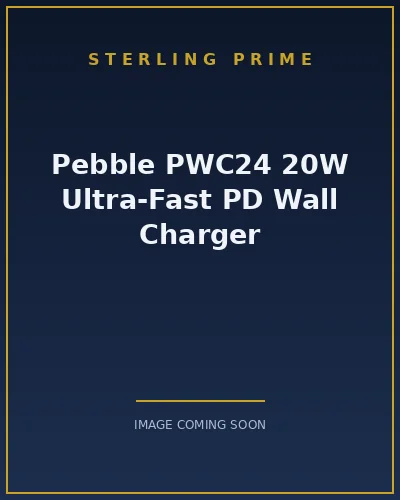 STERLING PRIME
Pebble PWC24 20W
Ultra-Fast PD Wall
Charger
IMAGE COMING SOON